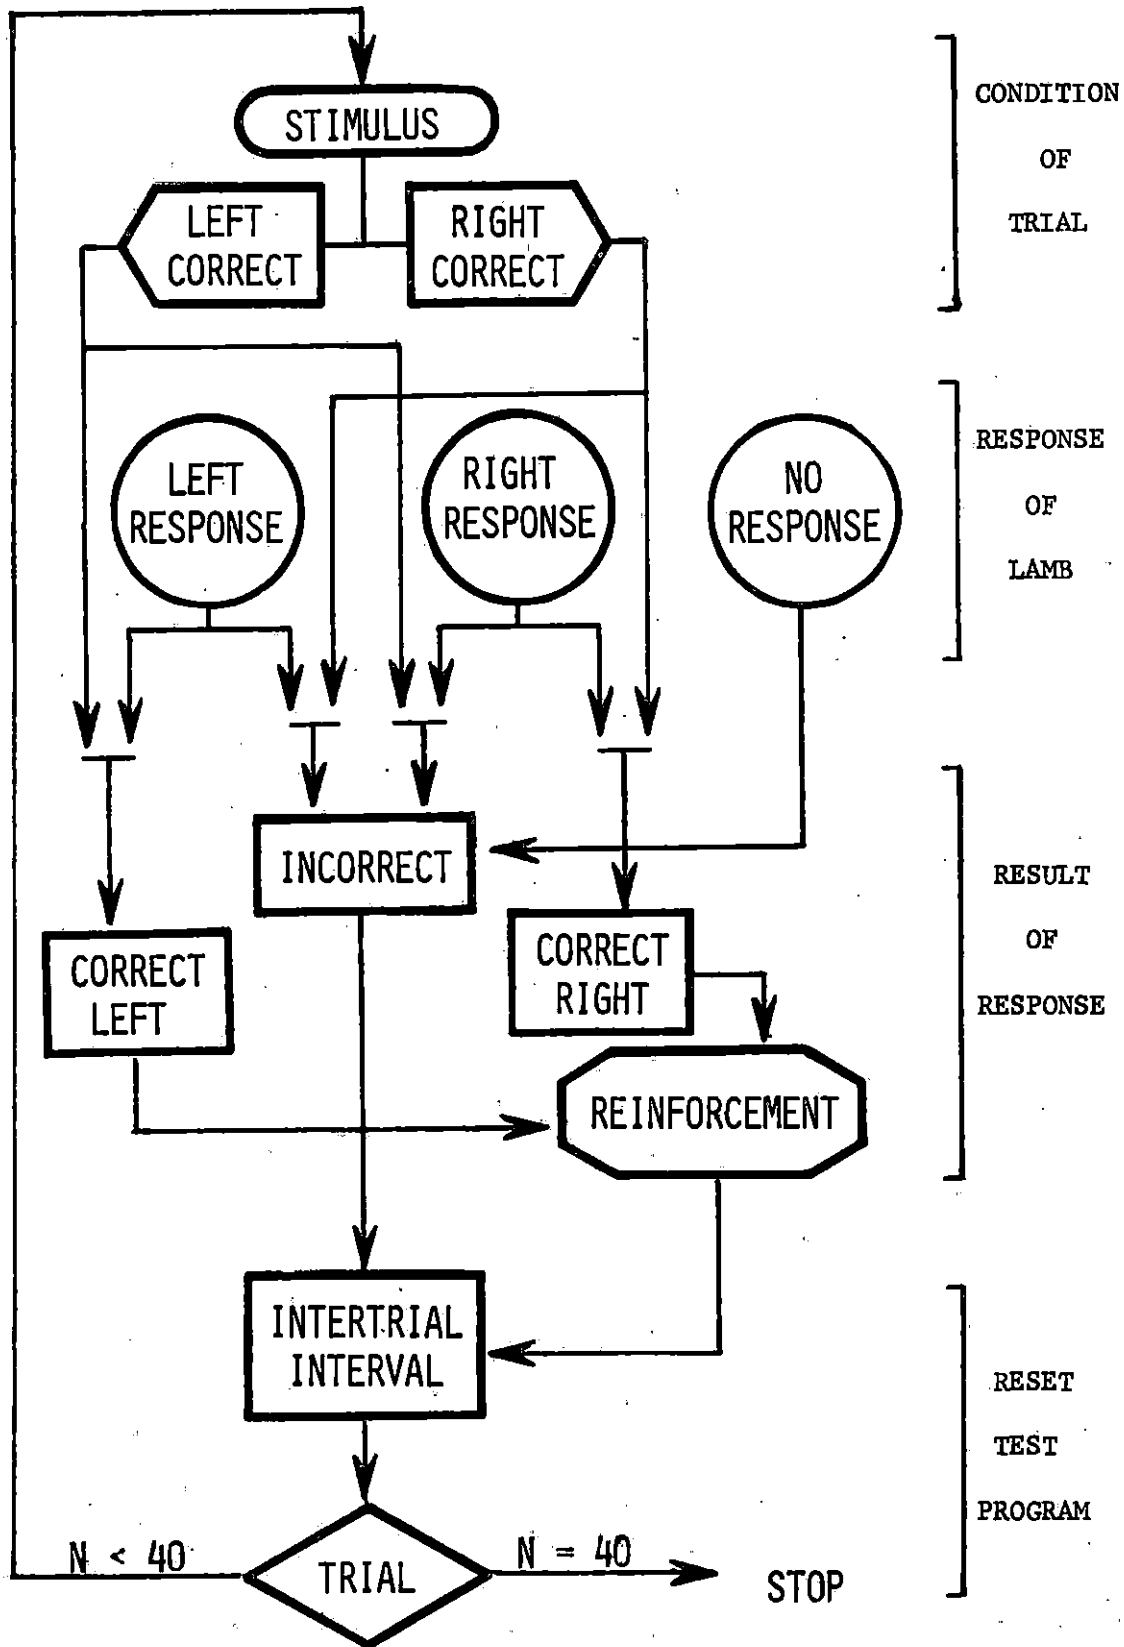 STIMULUS
LEFT
CORRECT
RIGHT
CORRECT
CONDITION
OF
TRIAL
LEFT
RESPONSE
RIGHT
RESPONSE
NO
RESPONSE
RESPONSE
OF
LAMB
INCORRECT
CORRECT
LEFT
CORRECT
RIGHT
REINFORCEMENT
RESULT
OF
RESPONSE
INTERTRIAL
INTERVAL
RESET
TEST
PROGRAM
N < 40
TRIAL
N = 40
STOP